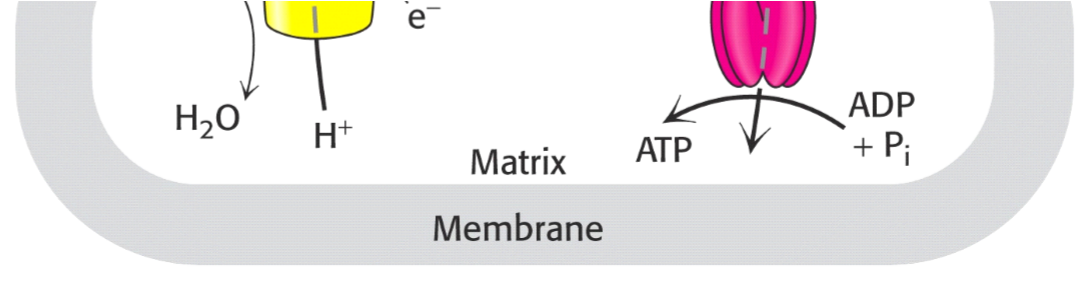 e⁻
H₂O
H⁺
Matrix
ATP
ADP
+ Pᵢ
Membrane